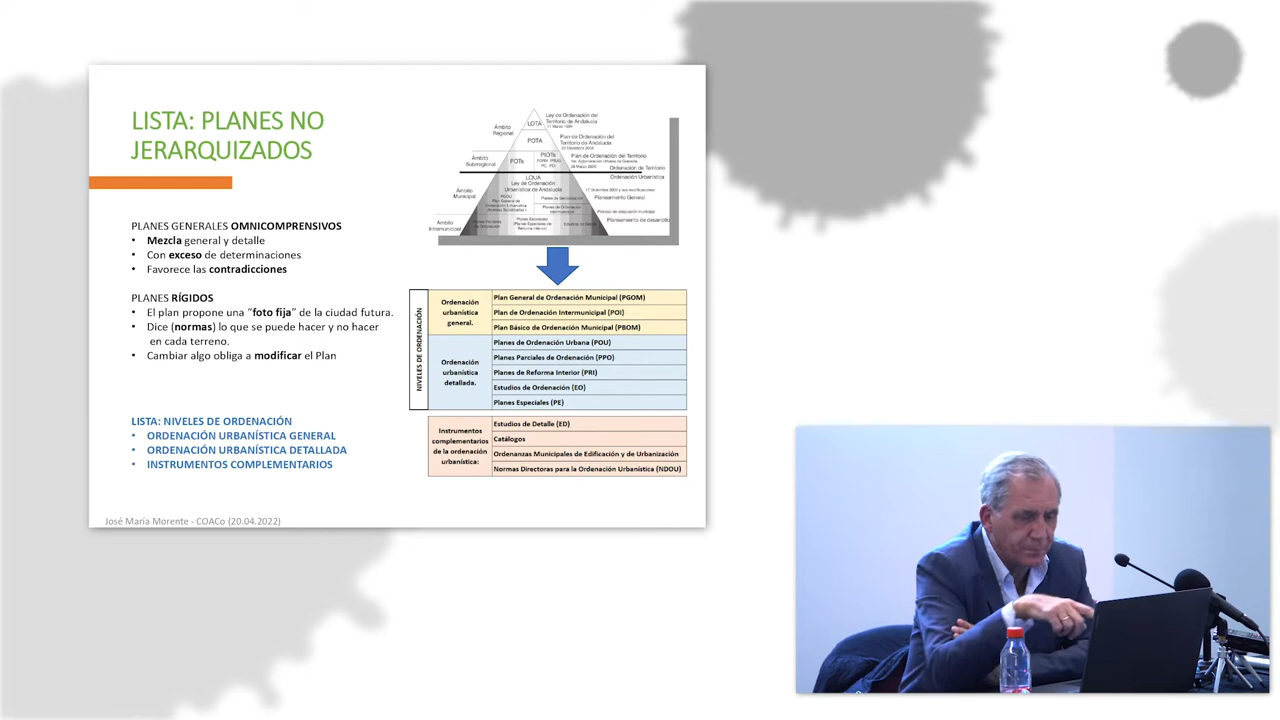 LISTA: PLANES NO
JERARQUIZADOS
PLANES GENERALES OMNICOMPRENSIVOS
• Mezcla general y detalle
• Con exceso de determinaciones
• Favorece las contradicciones
PLANES RÍGIDOS
• El plan propone una “foto fija” de la ciudad futura.
• Dice (normas) lo que se puede hacer y no hacer
en cada terreno.
• Cambiar algo obliga a modificar el Plan
LISTA: NIVELES DE ORDENACIÓN
• ORDENACIÓN URBANÍSTICA GENERAL
• ORDENACIÓN URBANÍSTICA DETALLADA
• INSTRUMENTOS COMPLEMENTARIOS
José María Morente - COACo (20.04.2022)
Ámbito
Regional
LOTA
Ley de Ordenación del
Territorio de Andalucía
POTA
Plan de Ordenación del
Territorio de Andalucía
Ámbito
Subregional
POTs
PIOTs
Plan de Ordenación del Territorio
Ordenación de Territorio
Ordenación Urbanística
LOUA
Ley de Ordenación
Urbanística de Andalucía
Ámbito
Municipal
Planeamiento General
Planeamiento de desarrollo
Ámbito
Intramunicipal
NIVELES DE ORDENACIÓN
Ordenación
urbanística
general.
Plan General de Ordenación Municipal (PGOM)
Plan de Ordenación Intermunicipal (POI)
Plan Básico de Ordenación Municipal (PBOM)
Ordenación
urbanística
detallada.
Planes de Ordenación Urbana (POU)
Planes Parciales de Ordenación (PPO)
Planes de Reforma Interior (PRI)
Estudios de Ordenación (EO)
Planes Especiales (PE)
Instrumentos
complementarios
de la ordenación
urbanística:
Estudios de Detalle (ED)
Catálogos
Ordenanzas Municipales de Edificación y de Urbanización
Normas Directoras para la Ordenación Urbanística (NDOU)